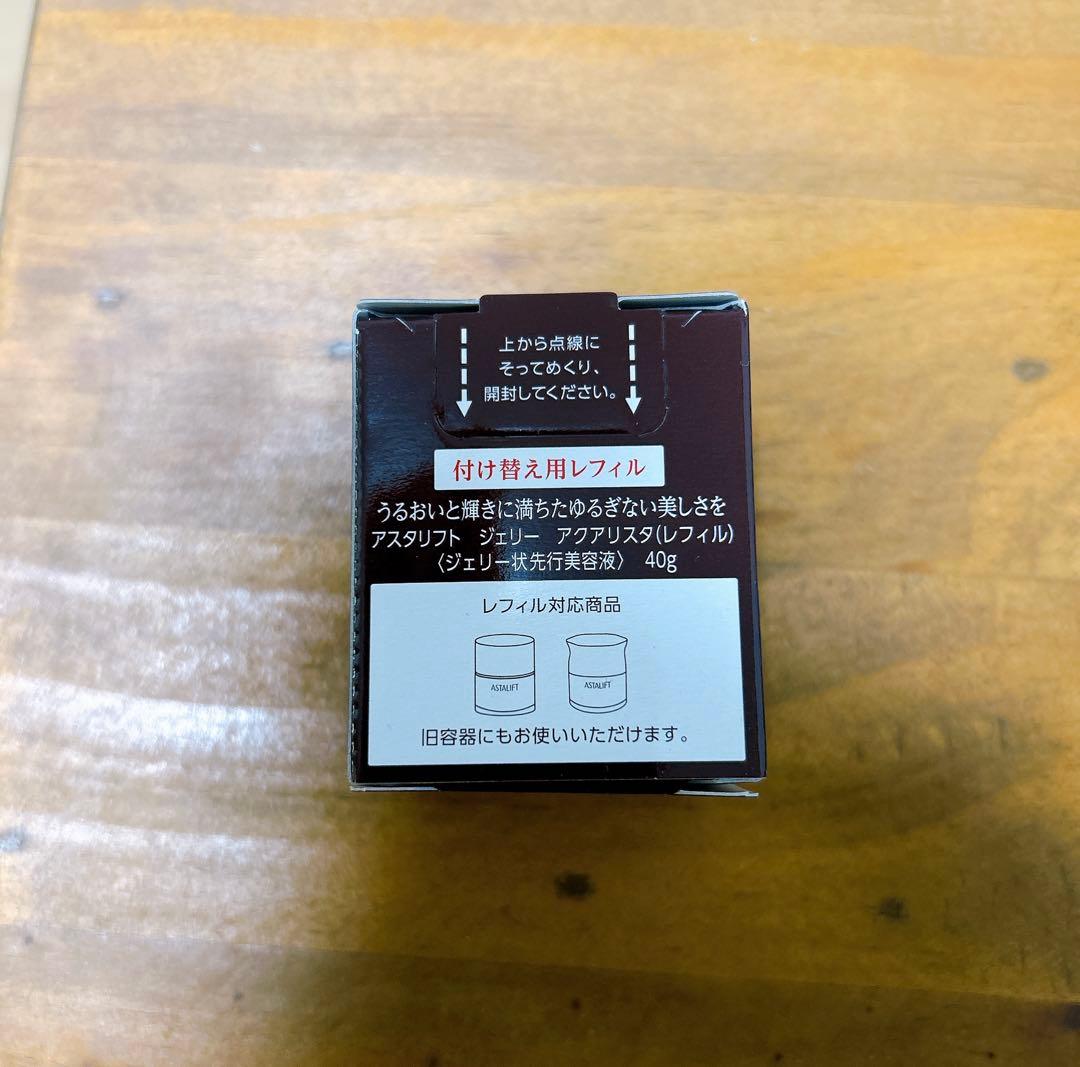 上から点線に
そってめくり、
開封してください。
付け替え用レフィル
うるおいと輝きに満ちたゆるぎない美しさを
アスタリフト ジェリー アクアリスタ(レフィル)
〈ジェリー状先行美容液〉 40g
レフィル対応商品
ASTALIFT ASTALIFT
旧容器にもお使いいただけます。